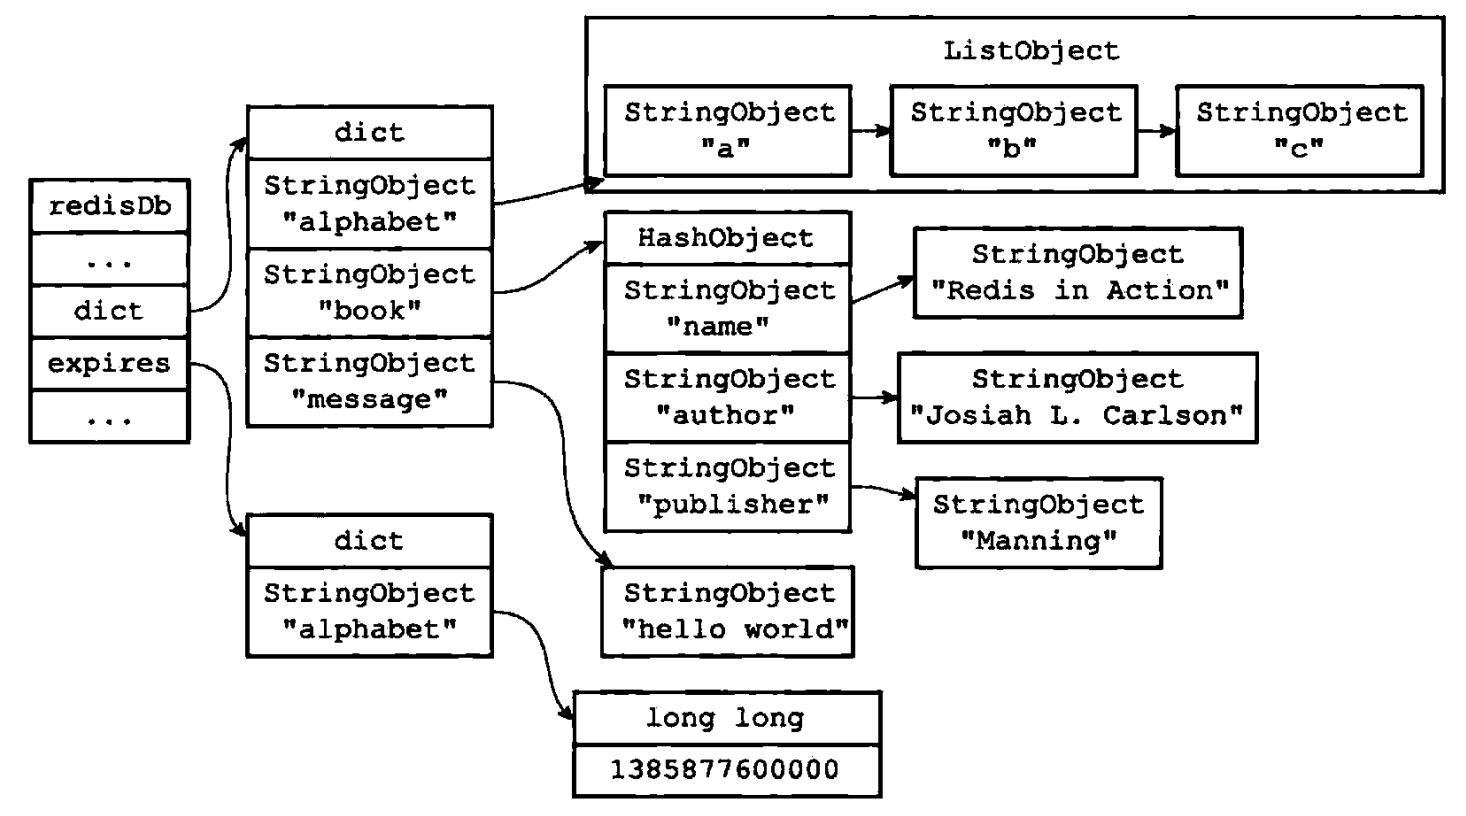 redisDb
...
dict
expires
...
dict
StringObject
"alphabet"
StringObject
"book"
StringObject
"message"
dict
StringObject
"alphabet"
ListObject
StringObject
"a"
StringObject
"b"
StringObject
"c"
HashObject
StringObject
"name"
StringObject
"author"
StringObject
"publisher"
StringObject
"Redis in Action"
StringObject
"Josiah L. Carlson"
StringObject
"Manning"
StringObject
"hello world"
long long
1385877600000